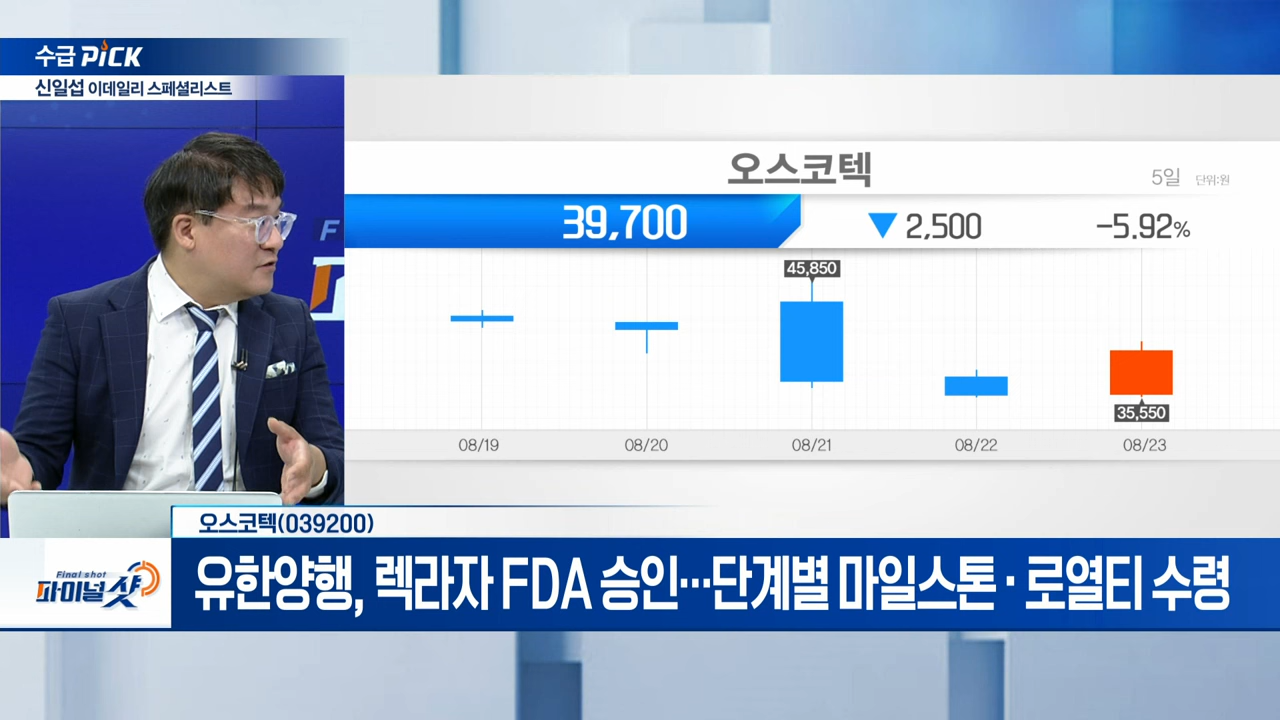 수급 PiCK
신일섭 이데일리 스페셜리스트
F
오스코텍
5일 단위:원
39,700 ▼ 2,500 -5.92%
45,850
35,550
08/19 08/20 08/21 08/22 08/23
오스코텍(039200)
Final shot
파이널샷
유한양행, 렉라자 FDA 승인…단계별 마일스톤·로열티 수령